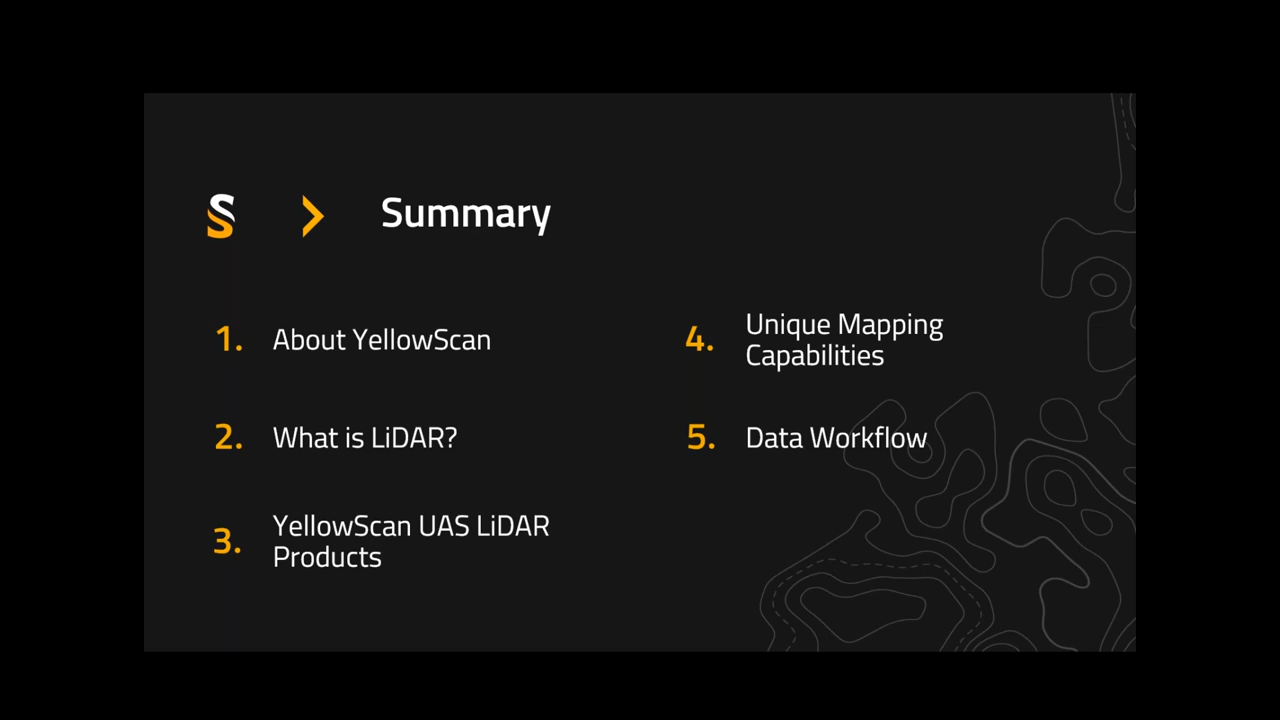 Summary
1. About YellowScan
2. What is LiDAR?
3. YellowScan UAS LiDAR
Products
4. Unique Mapping
Capabilities
5. Data Workflow